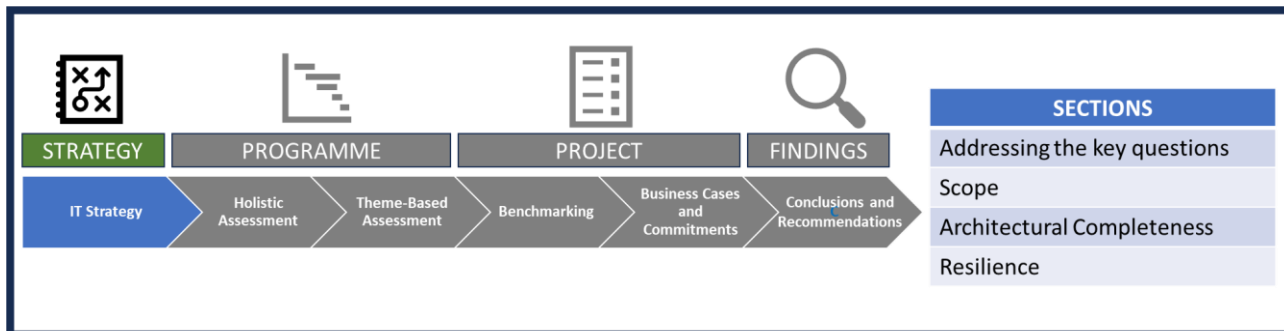 STRATEGY
PROGRAMME
PROJECT
FINDINGS
IT Strategy
Holistic
Assessment
Theme-Based
Assessment
Benchmarking
Business Cases
and
Commitments
Conclusions and
C
Recommendations
SECTIONS
Addressing the key questions
Scope
Architectural Completeness
Resilience